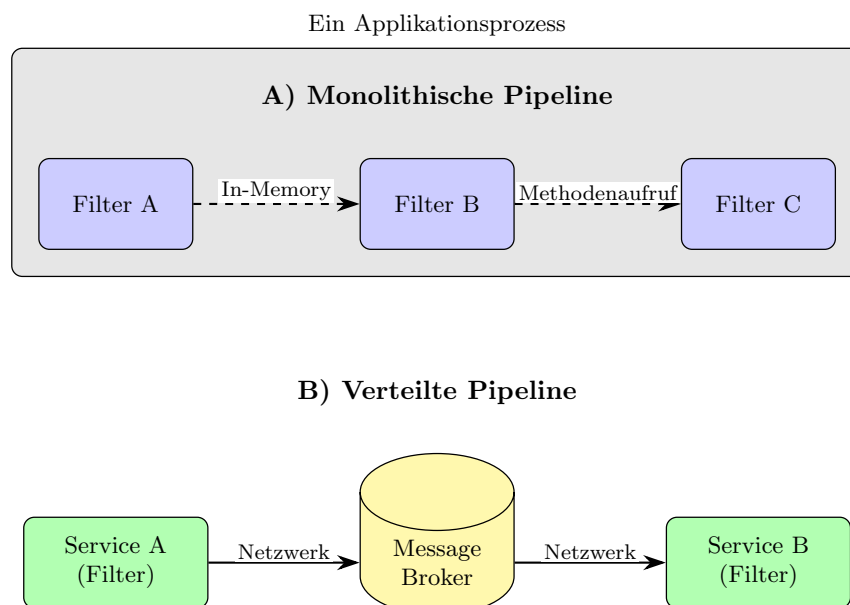 Ein Applikationsprozess
A) Monolithische Pipeline
Filter A
In-Memory
Filter B
Methodenaufruf
Filter C
B) Verteilte Pipeline
Service A
(Filter)
Netzwerk
Message
Broker
Netzwerk
Service B
(Filter)